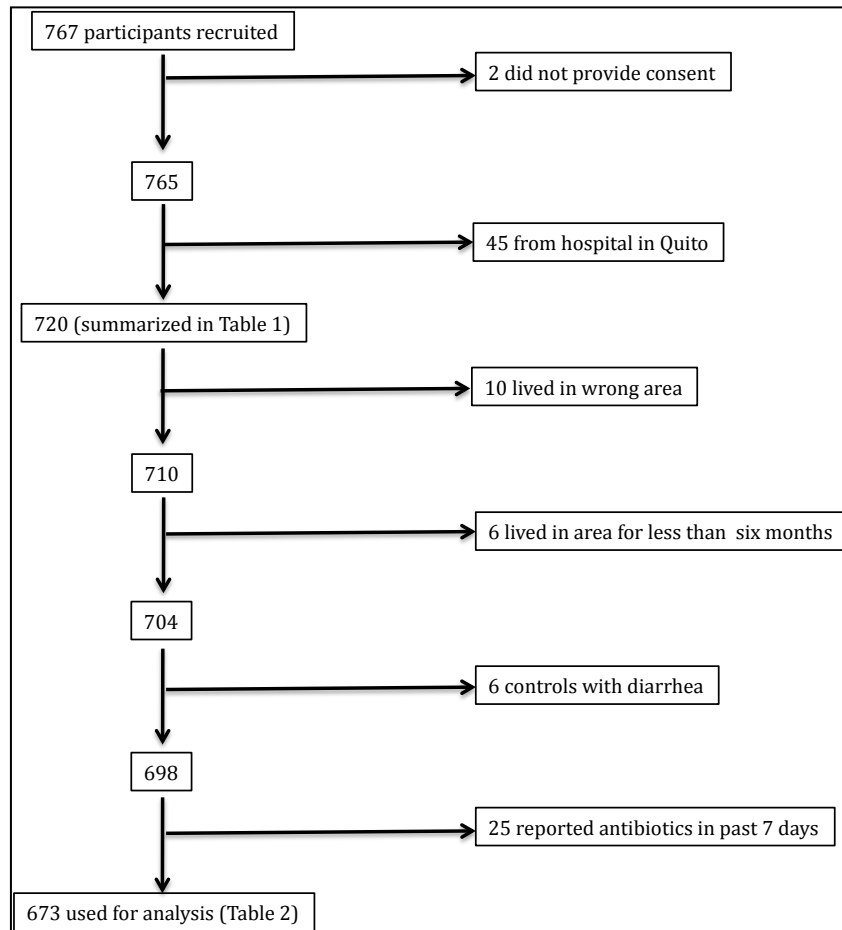 767 participants recruited
2 did not provide consent
765
45 from hospital in Quito
720 (summarized in Table 1)
10 lived in wrong area
710
6 lived in area for less than six months
704
6 controls with diarrhea
698
25 reported antibiotics in past 7 days
673 used for analysis (Table 2)